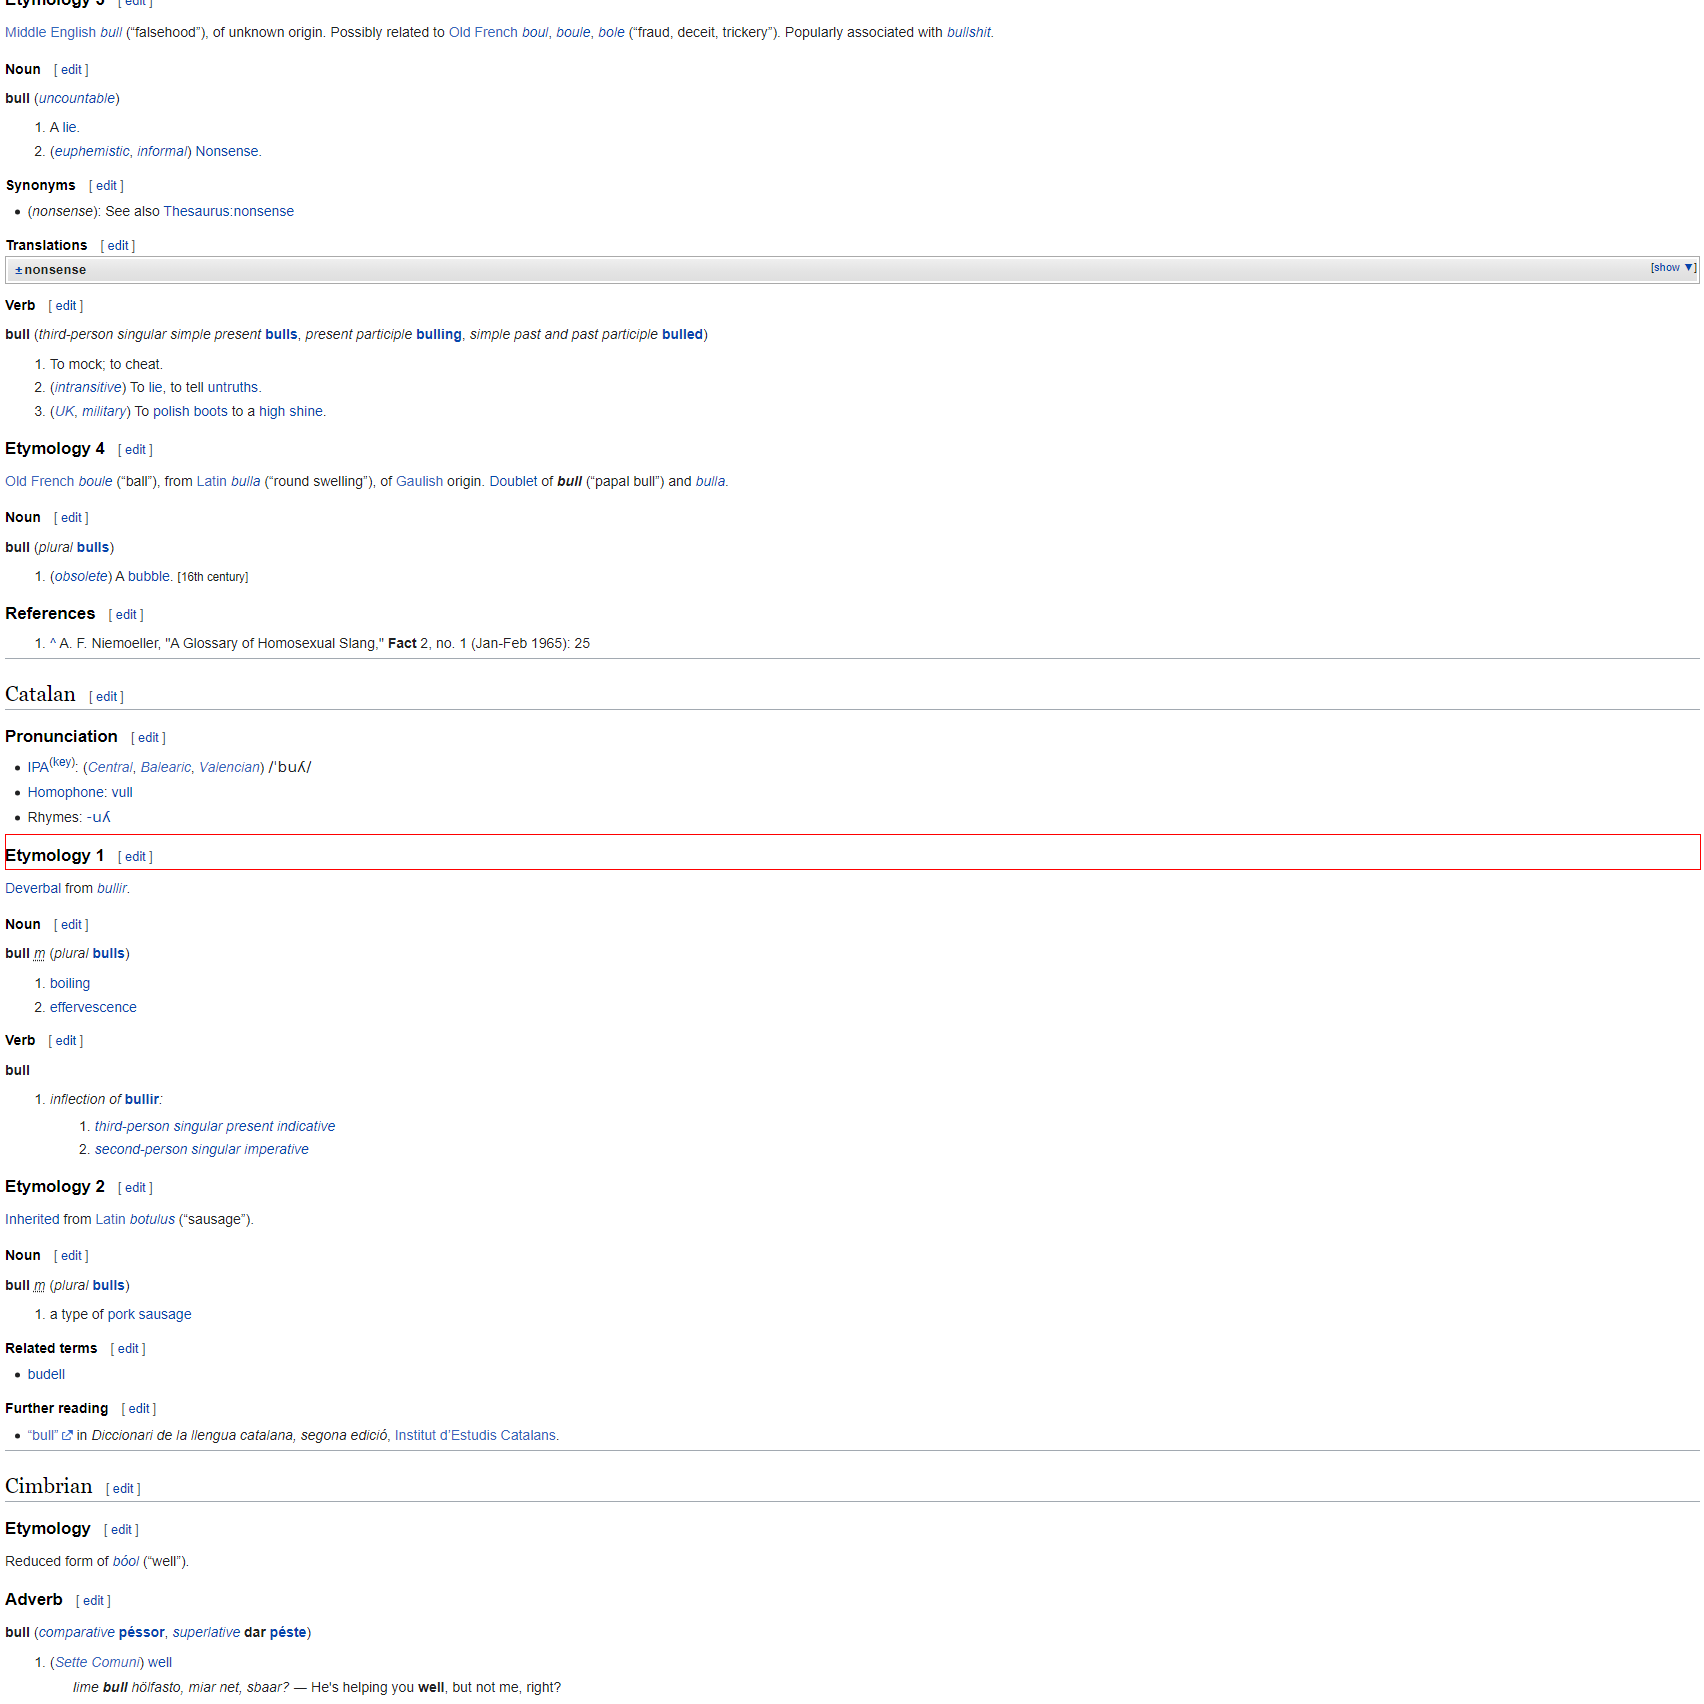 Etymology 3 [ edit ]
Middle English bull (“falsehood”), of unknown origin. Possibly related to Old French boul, boule, bole (“fraud, deceit, trickery”). Popularly associated with bullshit.
Noun [ edit ]
bull (uncountable)
1. A lie.
2. (euphemistic, informal) Nonsense.
Synonyms [ edit ]
• (nonsense): See also Thesaurus:nonsense
Translations [ edit ]
±nonsense [show ▼]
Verb [ edit ]
bull (third-person singular simple present bulls, present participle bulling, simple past and past participle bulled)
1. To mock; to cheat.
2. (intransitive) To lie, to tell untruths.
3. (UK, military) To polish boots to a high shine.
Etymology 4 [ edit ]
Old French boule (“ball”), from Latin bulla (“round swelling”), of Gaulish origin. Doublet of bull (“papal bull”) and bulla.
Noun [ edit ]
bull (plural bulls)
1. (obsolete) A bubble. [16th century]
References [ edit ]
1. ^ A. F. Niemoeller, "A Glossary of Homosexual Slang," Fact 2, no. 1 (Jan-Feb 1965): 25
Catalan [ edit ]
Pronunciation [ edit ]
• IPA(key): (Central, Balearic, Valencian) /ˈbuʎ/
• Homophone: vull
• Rhymes: -uʎ
Etymology 1 [ edit ]
Deverbal from bullir.
Noun [ edit ]
bull m (plural bulls)
1. boiling
2. effervescence
Verb [ edit ]
bull
1. inflection of bullir:
1. third-person singular present indicative
2. second-person singular imperative
Etymology 2 [ edit ]
Inherited from Latin botulus (“sausage”).
Noun [ edit ]
bull m (plural bulls)
1. a type of pork sausage
Related terms [ edit ]
• budell
Further reading [ edit ]
• “bull” in Diccionari de la llengua catalana, segona edició, Institut d’Estudis Catalans.
Cimbrian [ edit ]
Etymology [ edit ]
Reduced form of bóol (“well”).
Adverb [ edit ]
bull (comparative péssor, superlative dar péste)
1. (Sette Comuni) well
lime bull hölfasto, miar net, sbaar? — He's helping you well, but not me, right?